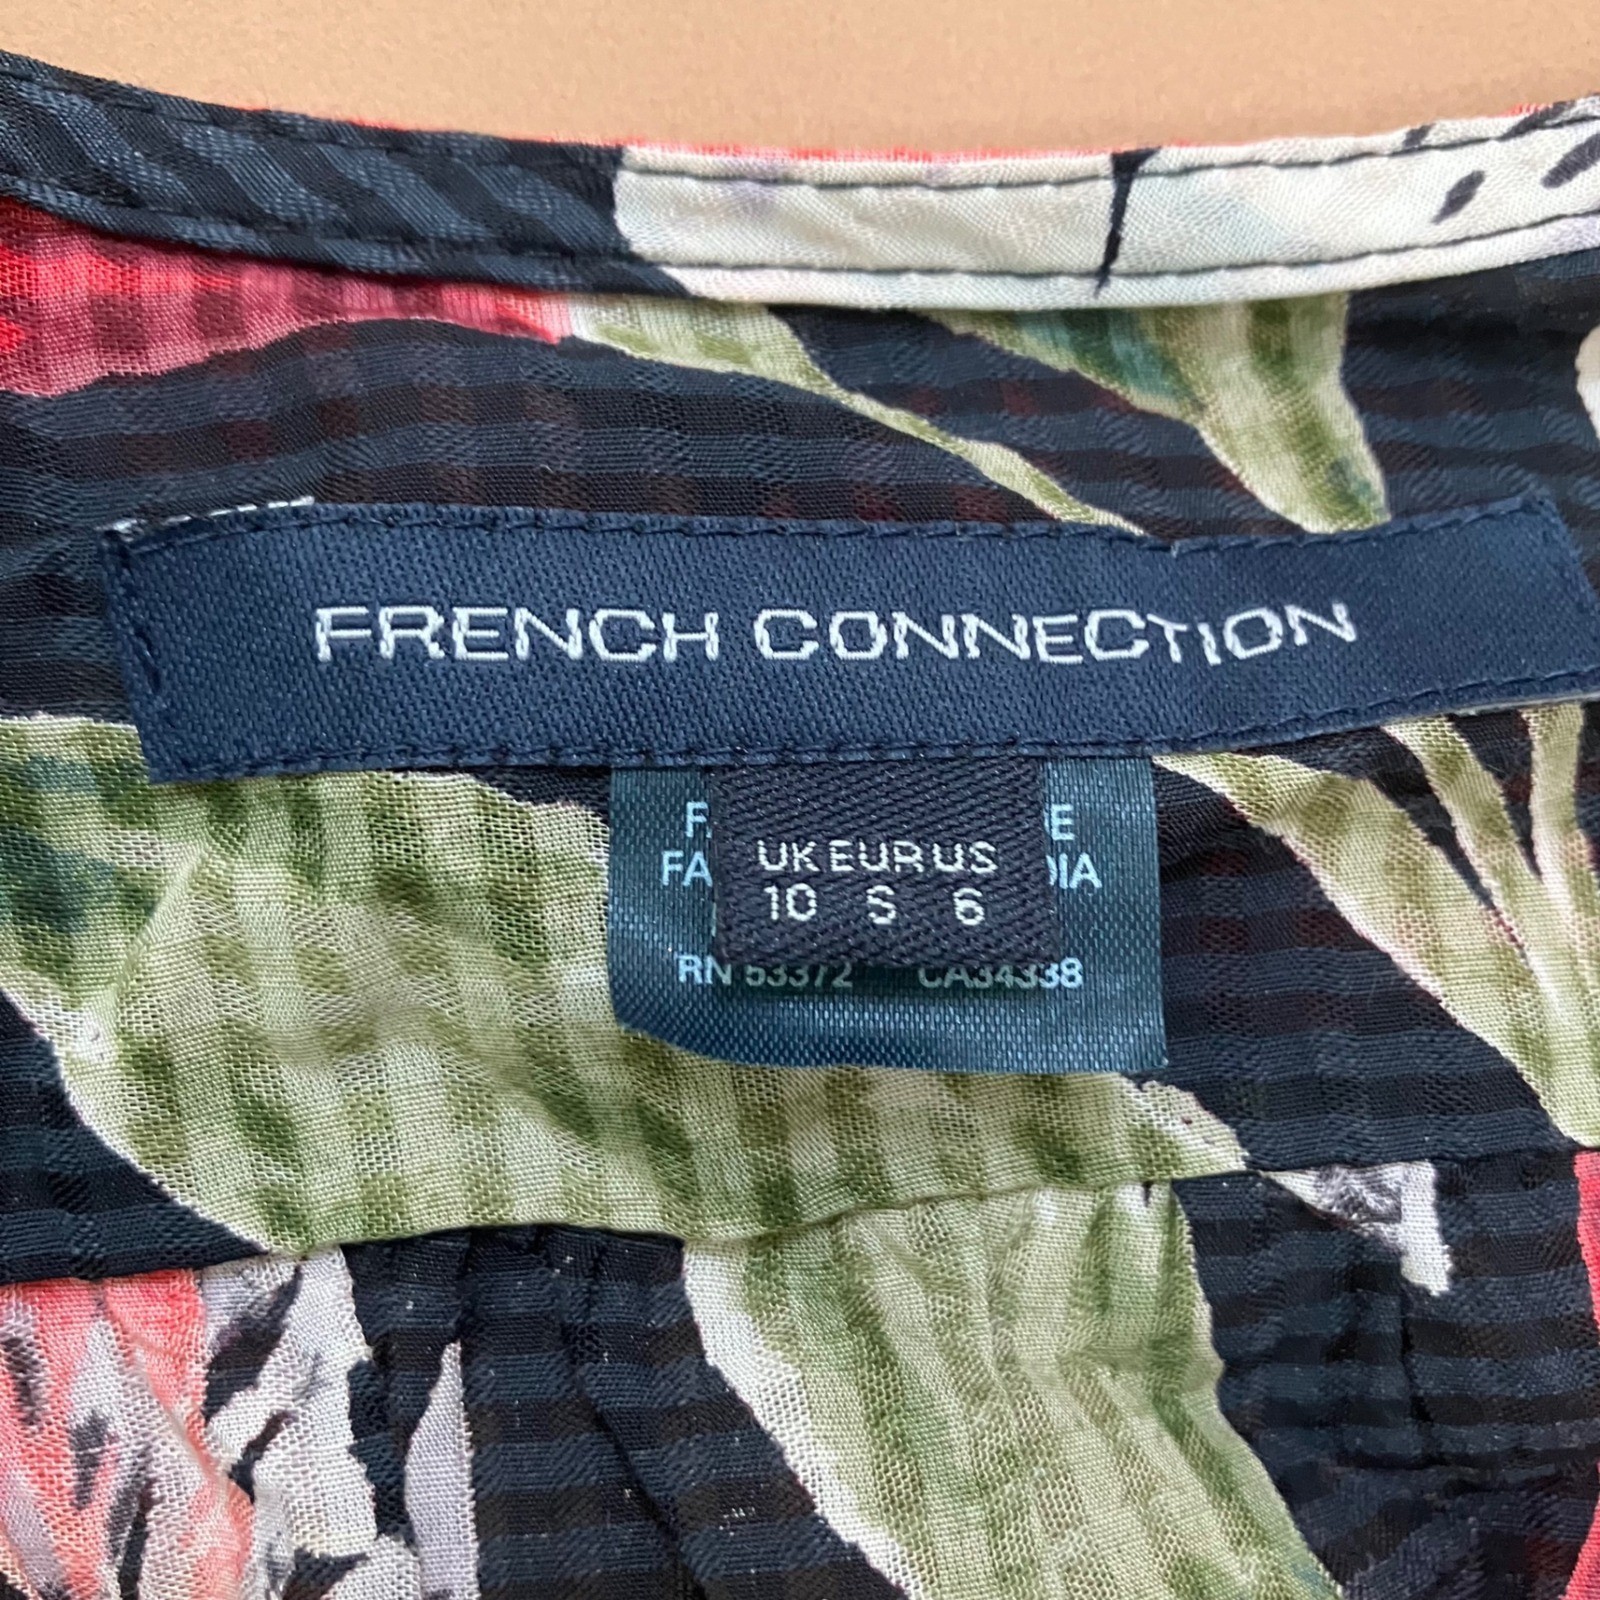 FRENCH CONNECTION
UK EUR US
10 S 6
RN 53372 CA34338